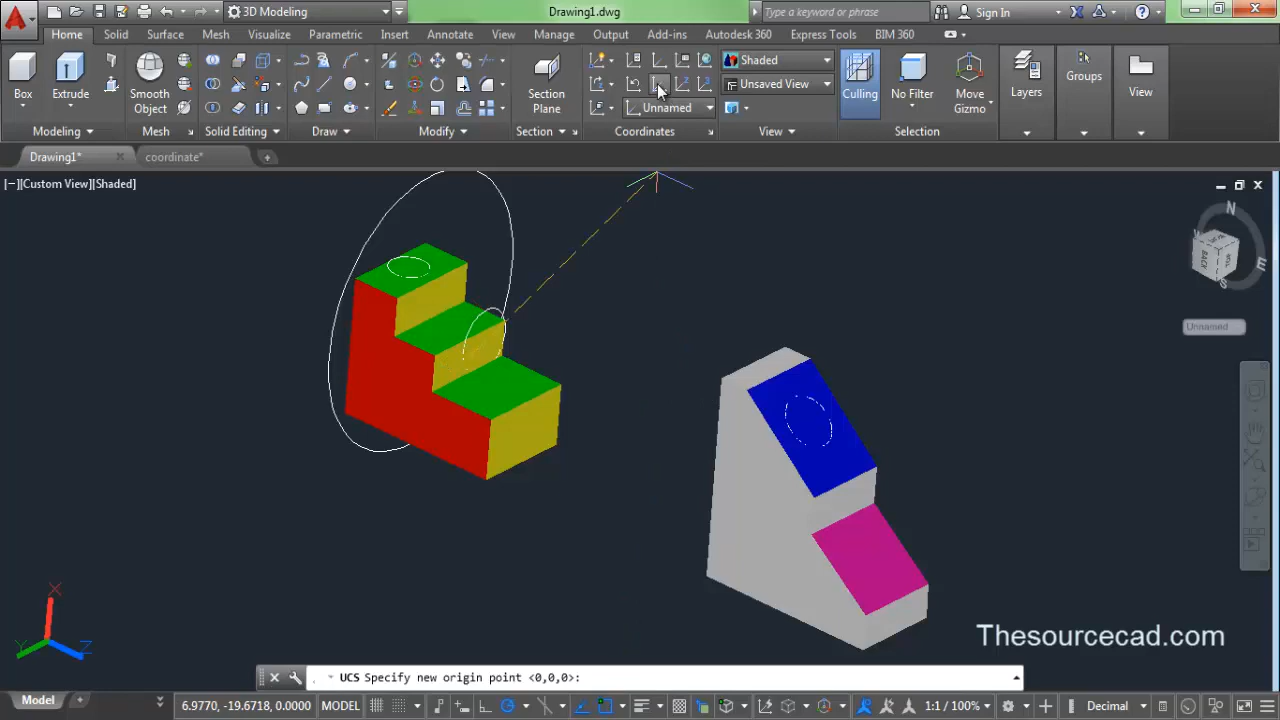 3D Modeling
Drawing1.dwg
Type a keyword or phrase
Sign In
Home Solid Surface Mesh Visualize Parametric Insert Annotate View Manage Output Add-ins Autodesk 360 Express Tools BIM 360
Box
Extrude
Smooth Object
Section Plane
Shaded
Unsaved View
Unnamed
Culling
No Filter
Move Gizmo
Layers
Groups
View
Modeling
Mesh
Solid Editing
Draw
Modify
Section
Coordinates
View
Selection
Drawing1*
coordinate*
[−][Custom View][Shaded]
N
E
S
BACK
Unnamed
X
Y
Z
Thesourcecad.com
UCS Specify new origin point <0,0,0>:
Model
6.9770, -19.6718, 0.0000 MODEL
1:1 / 100%
Decimal